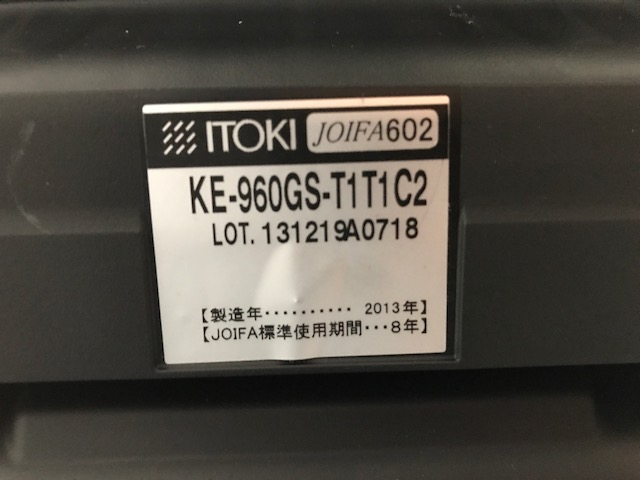 ITOKI JOIFA602
KE-960GS-T1T1C2
LOT. 131219A0718
【製造年·········· 2013年】
【JOIFA標準使用期間···8年】